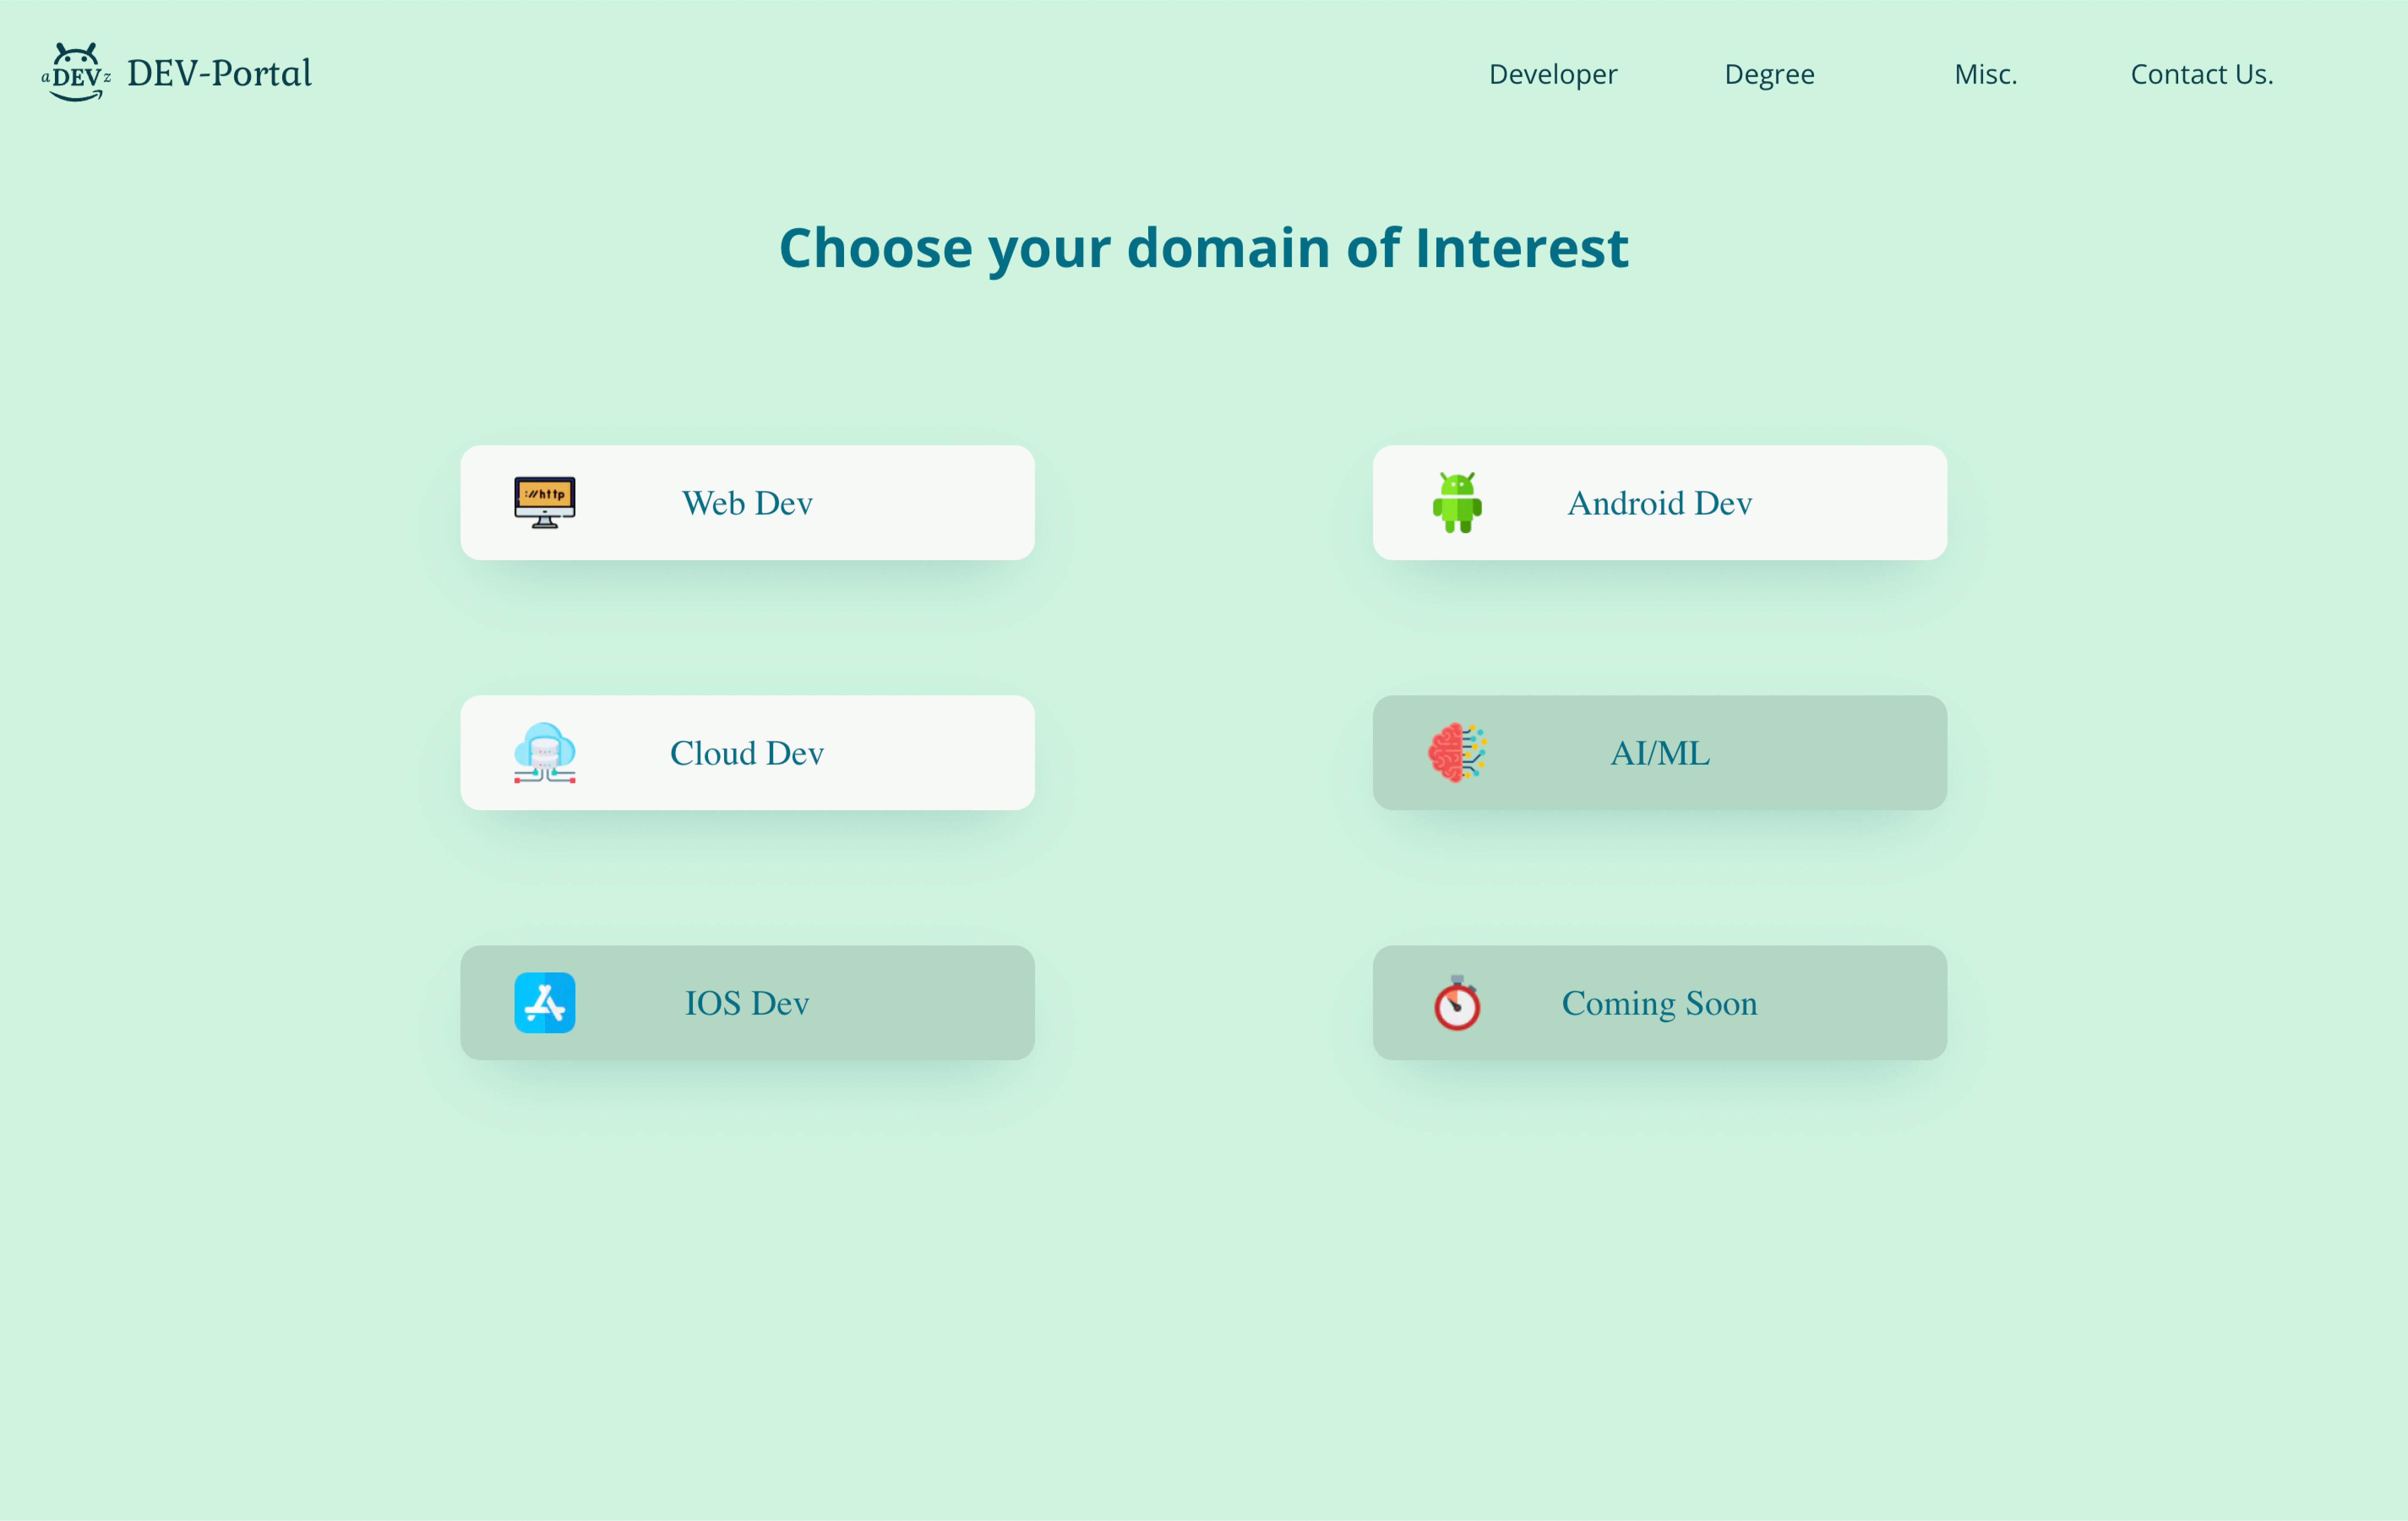 aDEVz DEV-Portal Developer Degree Misc. Contact Us.
Choose your domain of Interest
://http Web Dev
Android Dev
Cloud Dev
AI/ML
IOS Dev
Coming Soon